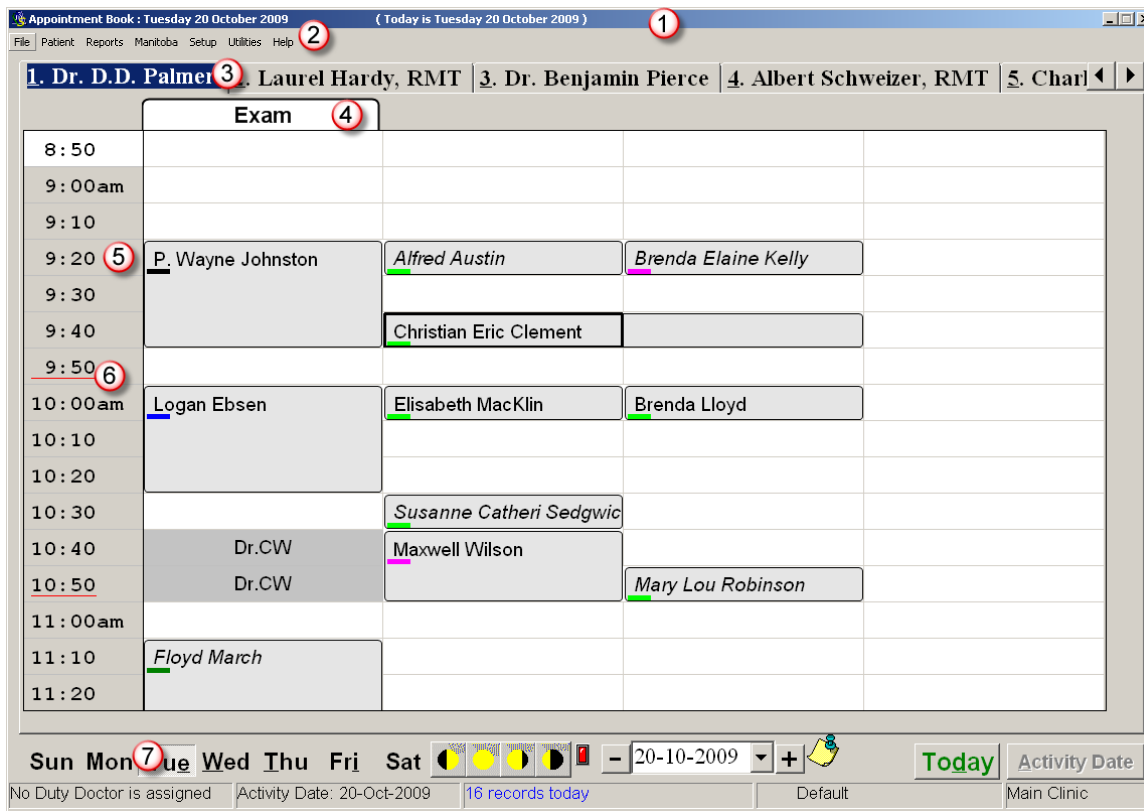 Appointment Book : Tuesday 20 October 2009 ( Today is Tuesday 20 October 2009 ) 1
File Patient Reports Manitoba Setup Utilities Help 2
1. Dr. D.D. Palmer 3 . Laurel Hardy, RMT 3. Dr. Benjamin Pierce 4. Albert Schweizer, RMT 5. Charl
Exam 4
8:50
9:00am
9:10
9:20 5 P. Wayne Johnston Alfred Austin Brenda Elaine Kelly
9:30
9:40 Christian Eric Clement
9:50 6
10:00am Logan Ebsen Elisabeth MacKlin Brenda Lloyd
10:10
10:20
10:30 Susanne Catheri Sedgwic
10:40 Dr.CW Maxwell Wilson
10:50 Dr.CW Mary Lou Robinson
11:00am
11:10 Floyd March
11:20
Sun Mon 7 ue Wed Thu Fri Sat - 20-10-2009 + Today Activity Date
No Duty Doctor is assigned Activity Date: 20-Oct-2009 16 records today Default Main Clinic